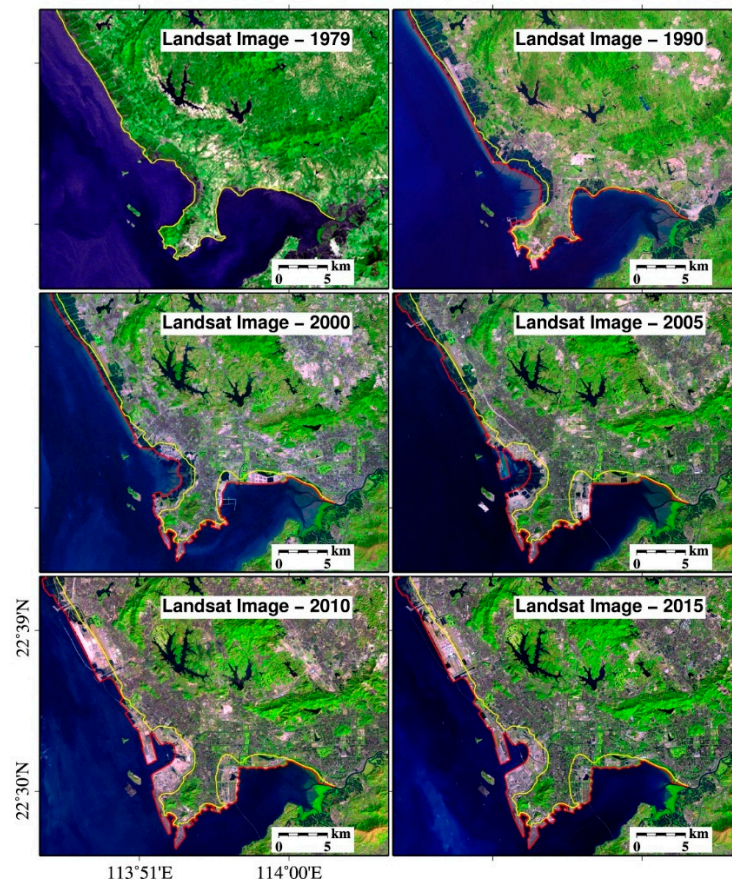 Landsat Image – 1979
km
0 5
Landsat Image – 1990
km
0 5
Landsat Image – 2000
km
0 5
Landsat Image – 2005
km
0 5
22°39'N
Landsat Image – 2010
22°30'N
km
0 5
Landsat Image – 2015
km
0 5
113°51'E 114°00'E